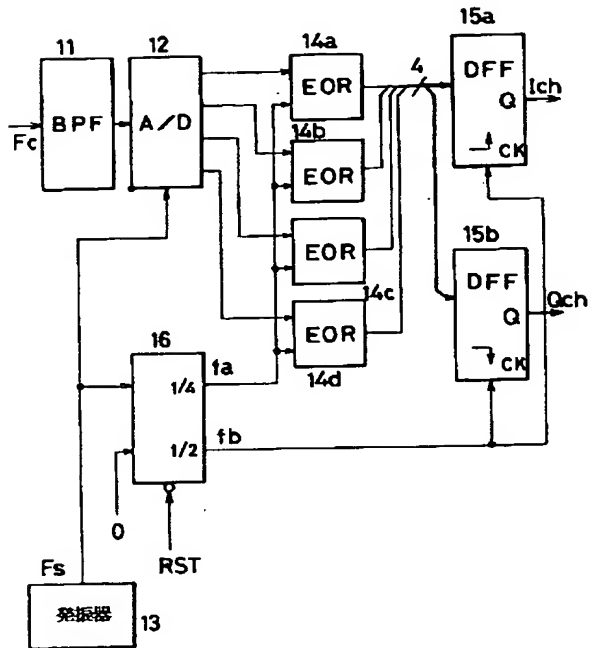 11
BPF
Fc
12
A/D
14a
EOR
14b
EOR
EOR
14c
EOR
14d
4
15a
DFF
Q
CK
Ich
15b
DFF
Q
CK
Qch
16
1/4
1/2
fa
fb
0
RST
Fs
発振器
13